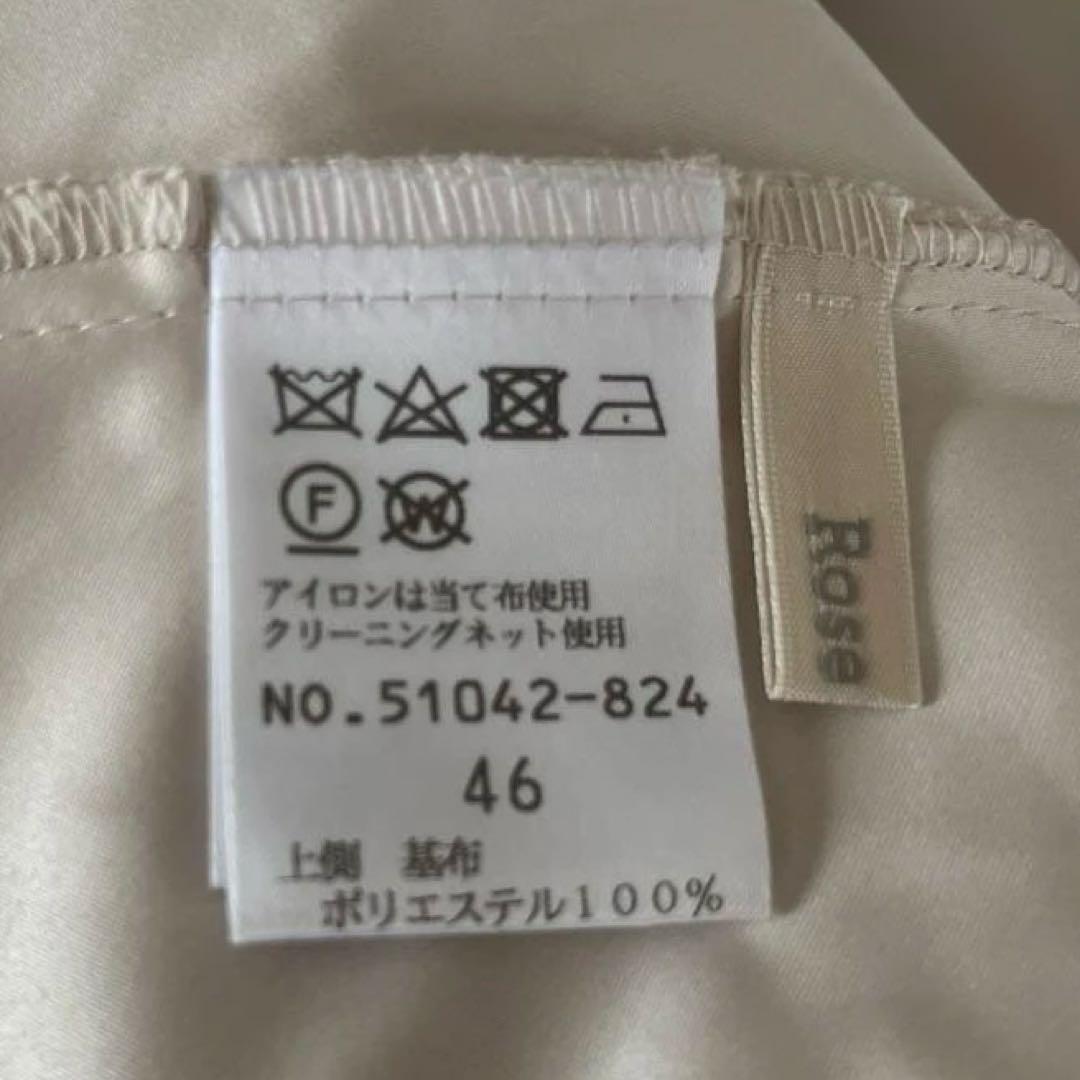 F W
アイロンは当て布使用
クリーニングネット使用
NO.51042-824
46
上側　基布
ポリエステル100%
Rose